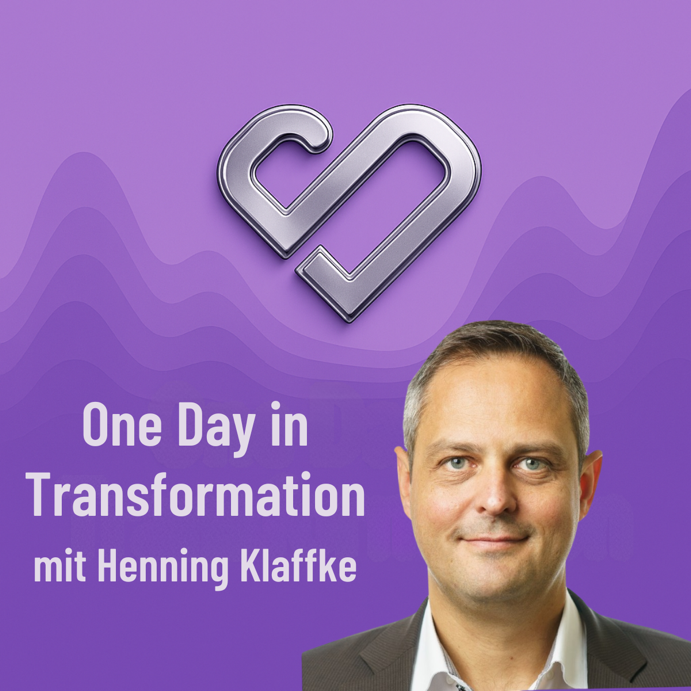 One Day in
Transformation
mit Henning Klaffke